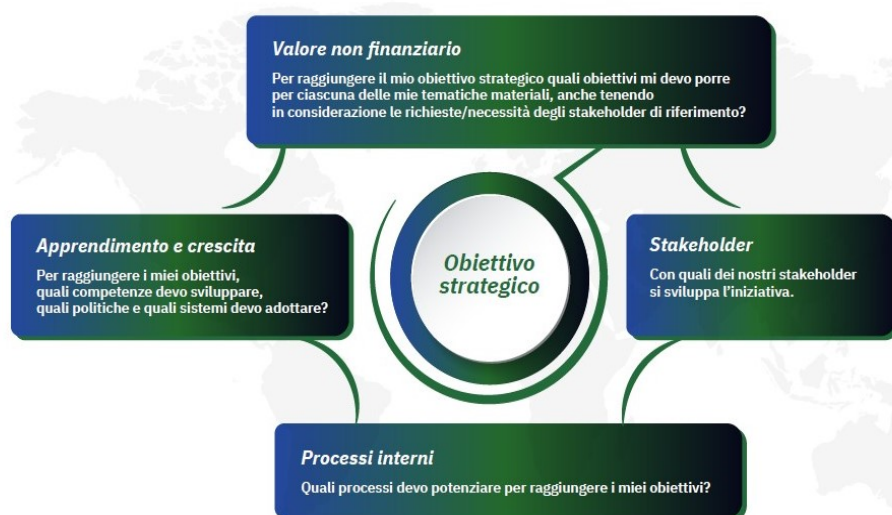 Valore non finanziario
Per raggiungere il mio obiettivo strategico quali obiettivi mi devo porre
per ciascuna delle mie tematiche materiali, anche tenendo
in considerazione le richieste/necessità degli stakeholder di riferimento?
Apprendimento e crescita
Per raggiungere i miei obiettivi,
quali competenze devo sviluppare,
quali politiche e quali sistemi devo adottare?
Obiettivo
strategico
Stakeholder
Con quali dei nostri stakeholder
si sviluppa l’iniziativa.
Processi interni
Quali processi devo potenziare per raggiungere i miei obiettivi?